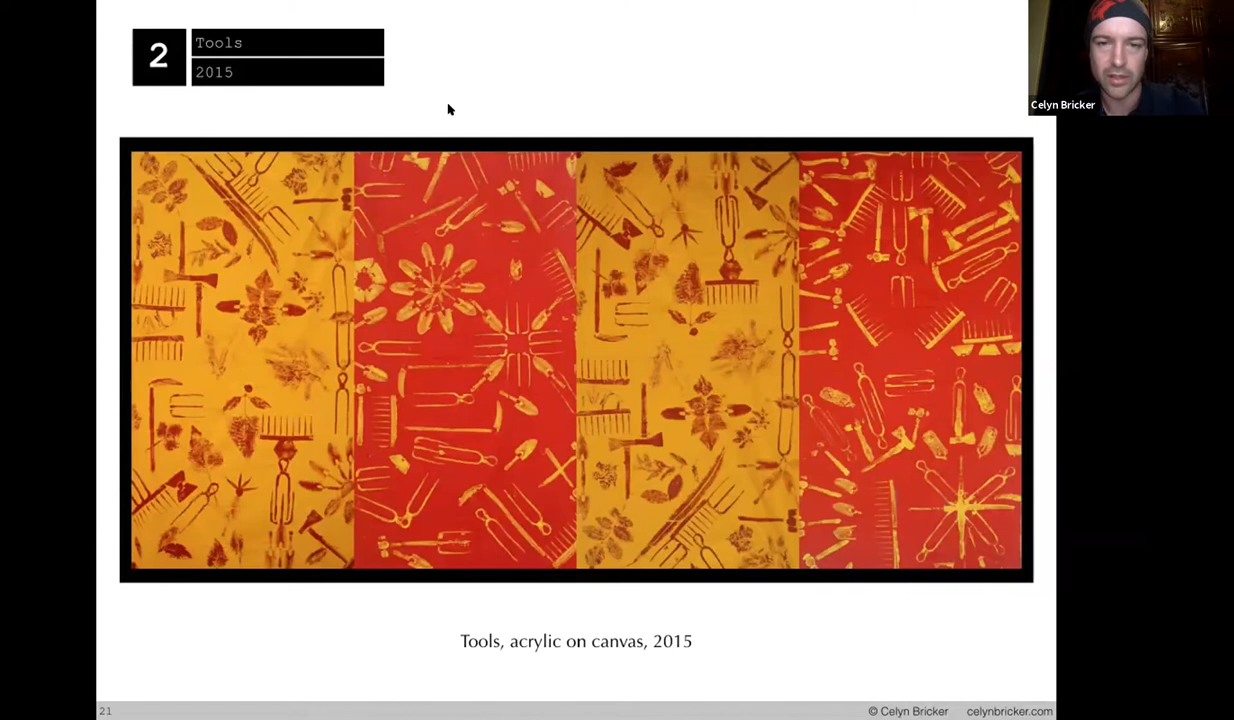 2
Tools
2015
Celyn Bricker
Tools, acrylic on canvas, 2015
21
© Celyn Bricker celynbricker.com